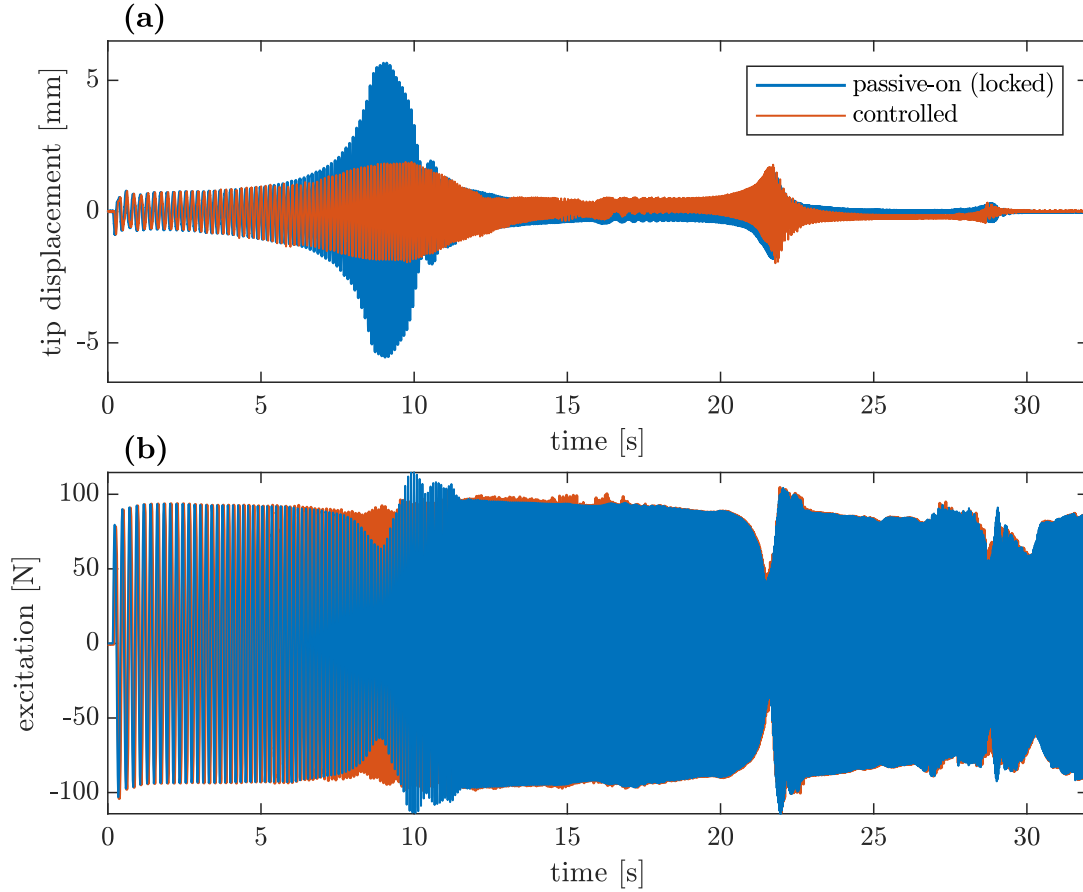 (a)
tip displacement [mm]
5
0
-5
passive-on (locked)
controlled
0 5 10 15 20 25 30
time [s]
(b)
excitation [N]
100
50
0
-50
-100
0 5 10 15 20 25 30
time [s]